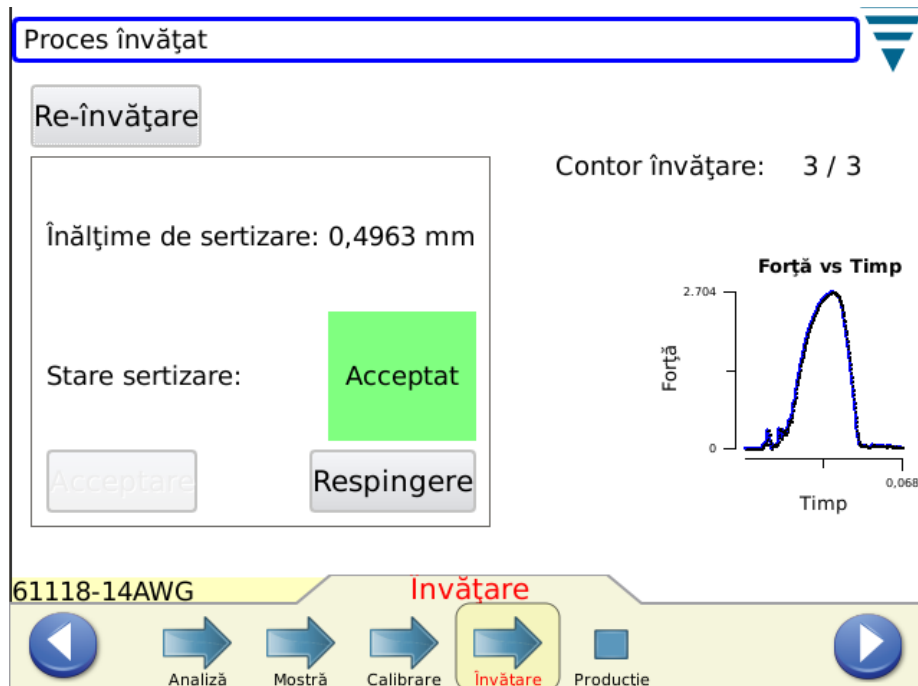 Proces învăţat
Re-învăţare
Contor învăţare: 3 / 3
Înălţime de sertizare: 0,4963 mm
Stare sertizare: Acceptat
Acceptare
Respingere
Forţă vs Timp
2.704
Forţă
0
0,068
Timp
61118-14AWG
Învăţare
Analiză
Mostră
Calibrare
Învăţare
Producţie